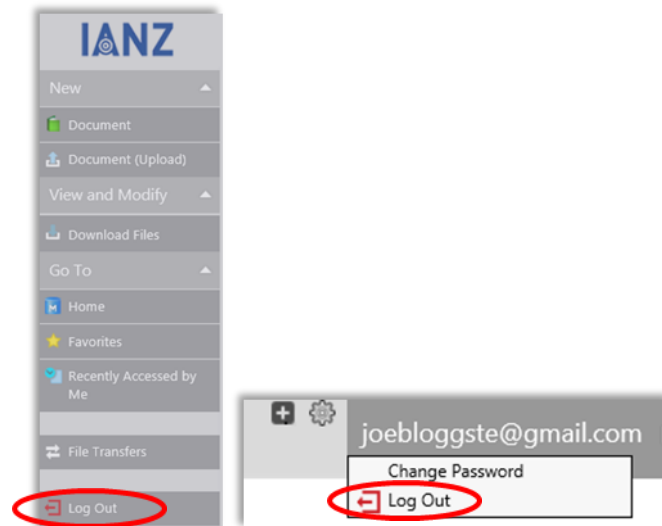 IANZ
New
Document
Document (Upload)
View and Modify
Download Files
Go To
Home
Favorites
Recently Accessed by
Me
File Transfers
Log Out
joebloggste@gmail.com
Change Password
Log Out